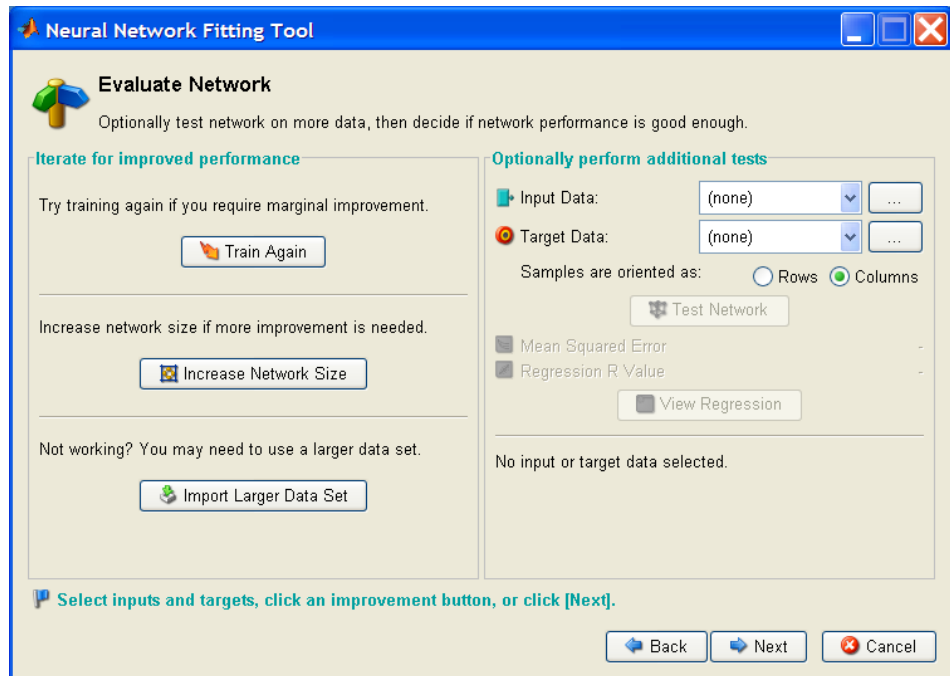 Neural Network Fitting Tool
Evaluate Network
Optionally test network on more data, then decide if network performance is good enough.
Iterate for improved performance
Try training again if you require marginal improvement.
Train Again
Increase network size if more improvement is needed.
Increase Network Size
Not working? You may need to use a larger data set.
Import Larger Data Set
Optionally perform additional tests
Input Data: (none) ...
Target Data: (none) ...
Samples are oriented as: Rows Columns
Test Network
Mean Squared Error -
Regression R Value -
View Regression
No input or target data selected.
Select inputs and targets, click an improvement button, or click [Next].
Back Next Cancel